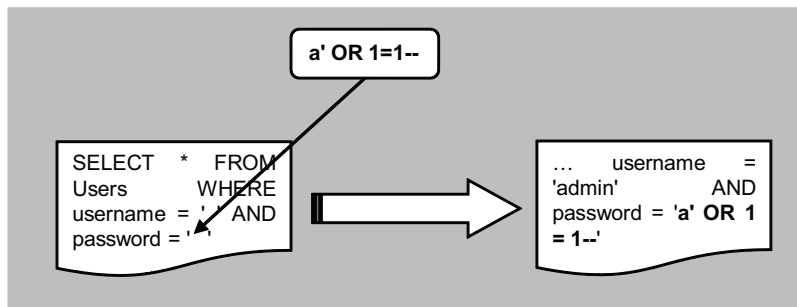 a' OR 1=1--
SELECT * FROM
Users WHERE
username = ' ' AND
password = ' '
… username =
'admin' AND
password = 'a' OR 1
= 1--'